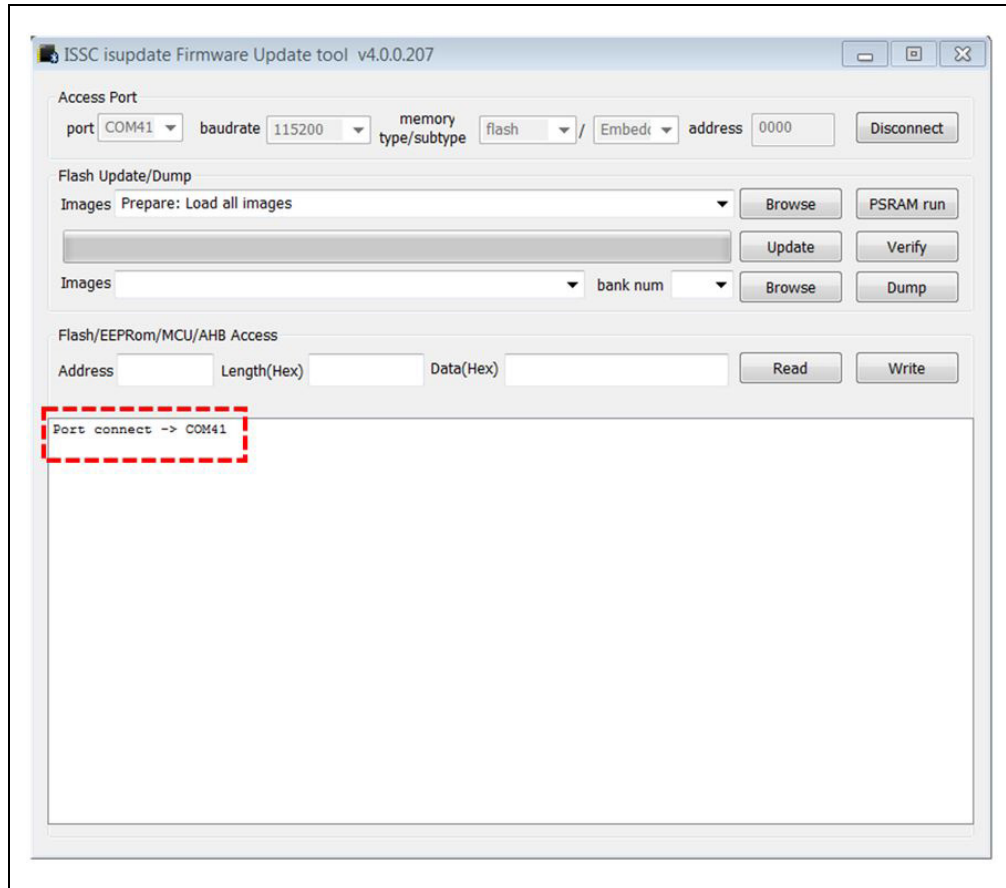 ISSC isupdate Firmware Update tool v4.0.0.207
Access Port
port COM41 baudrate 115200 memory type/subtype flash / Embed address 0000 Disconnect
Flash Update/Dump
Images Prepare: Load all images Browse PSRAM run
Update Verify
Images bank num Browse Dump
Flash/EEPRom/MCU/AHB Access
Address Length(Hex) Data(Hex) Read Write
Port connect -> COM41